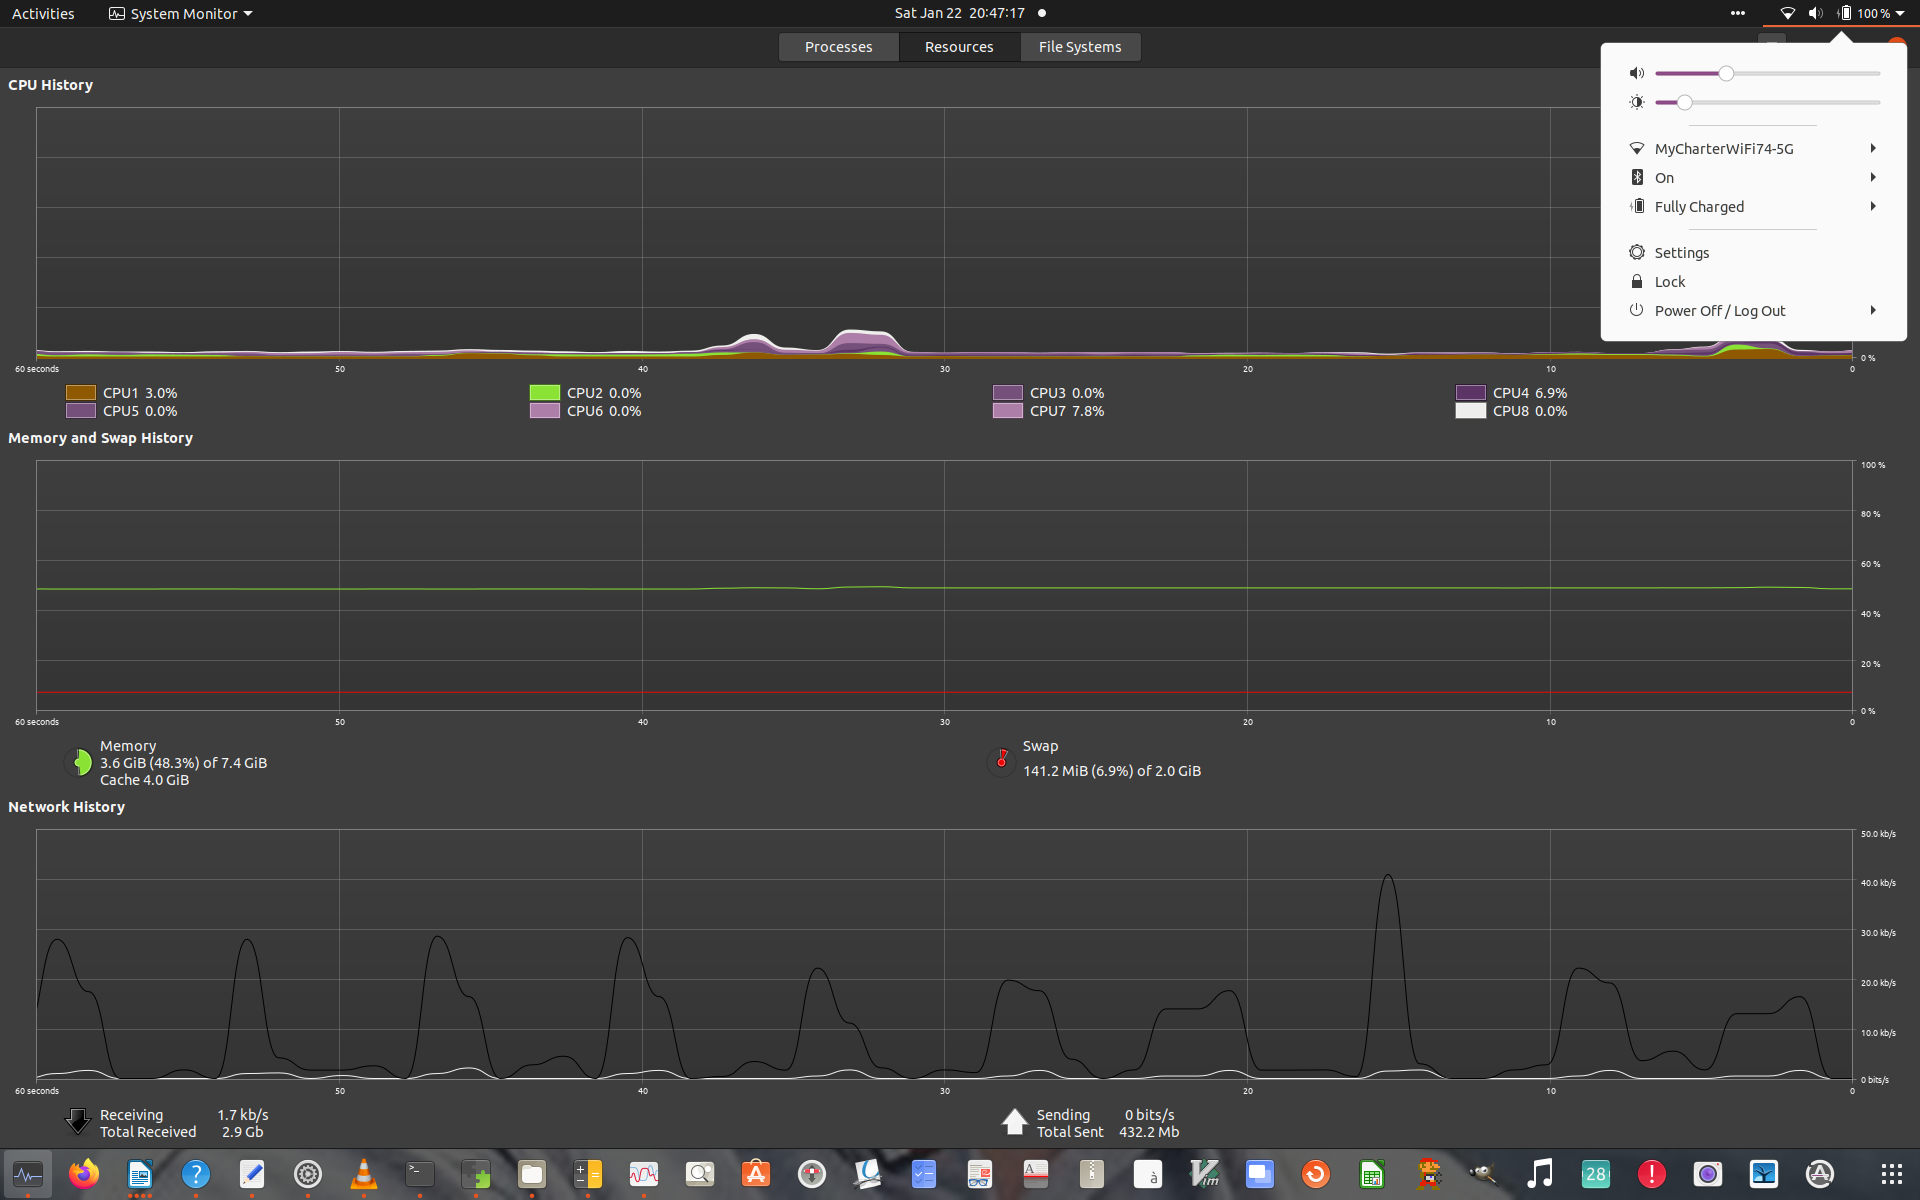 Activities System Monitor Sat Jan 22 20:47:17 100 %
Processes Resources File Systems
CPU History
MyCharterWiFi74-5G
On
Fully Charged
Settings
Lock
Power Off / Log Out
0 %
60 seconds 50 40 30 20 10 0
CPU1 3.0% CPU2 0.0% CPU3 0.0% CPU4 6.9%
CPU5 0.0% CPU6 0.0% CPU7 7.8% CPU8 0.0%
Memory and Swap History
100 %
80 %
60 %
40 %
20 %
0 %
60 seconds 50 40 30 20 10 0
Memory
3.6 GiB (48.3%) of 7.4 GiB
Cache 4.0 GiB
Swap
141.2 MiB (6.9%) of 2.0 GiB
Network History
50.0 kb/s
40.0 kb/s
30.0 kb/s
20.0 kb/s
10.0 kb/s
0 bits/s
60 seconds 50 40 30 20 10 0
Receiving 1.7 kb/s
Total Received 2.9 Gb
Sending 0 bits/s
Total Sent 432.2 Mb
? >_ A à Vim 28 !